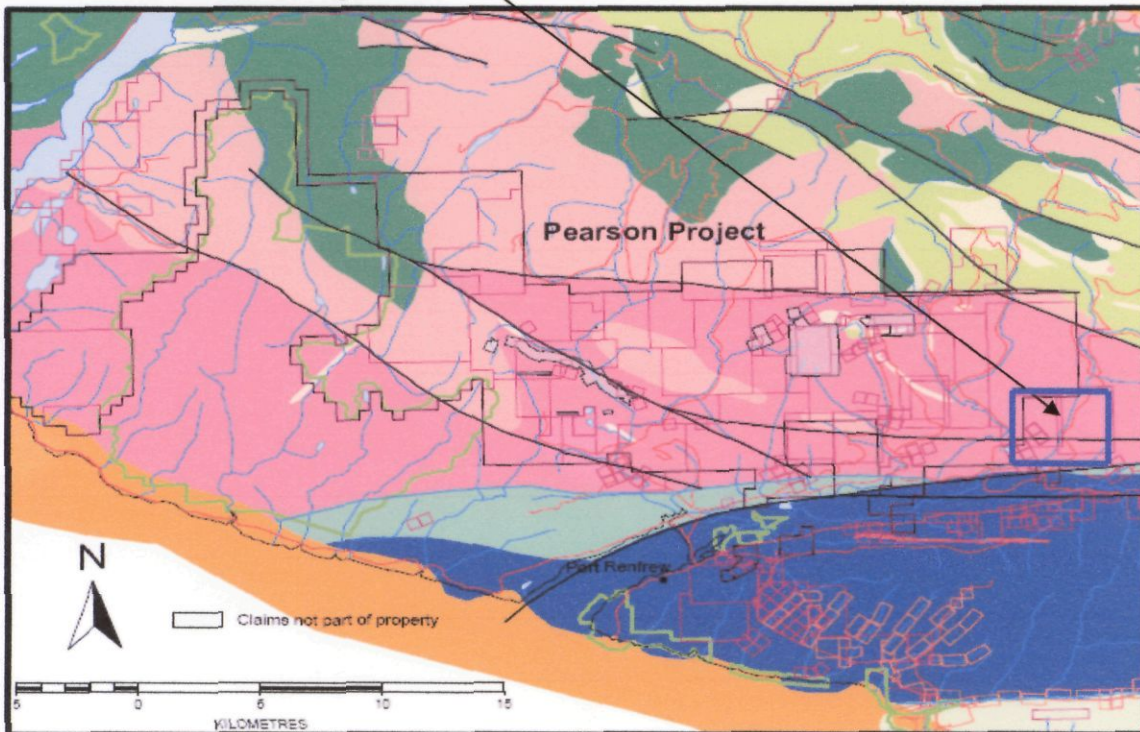 Pearson Project
Port Renfrew
N
Claims not part of property
5 0 5 10 15
KILOMETRES